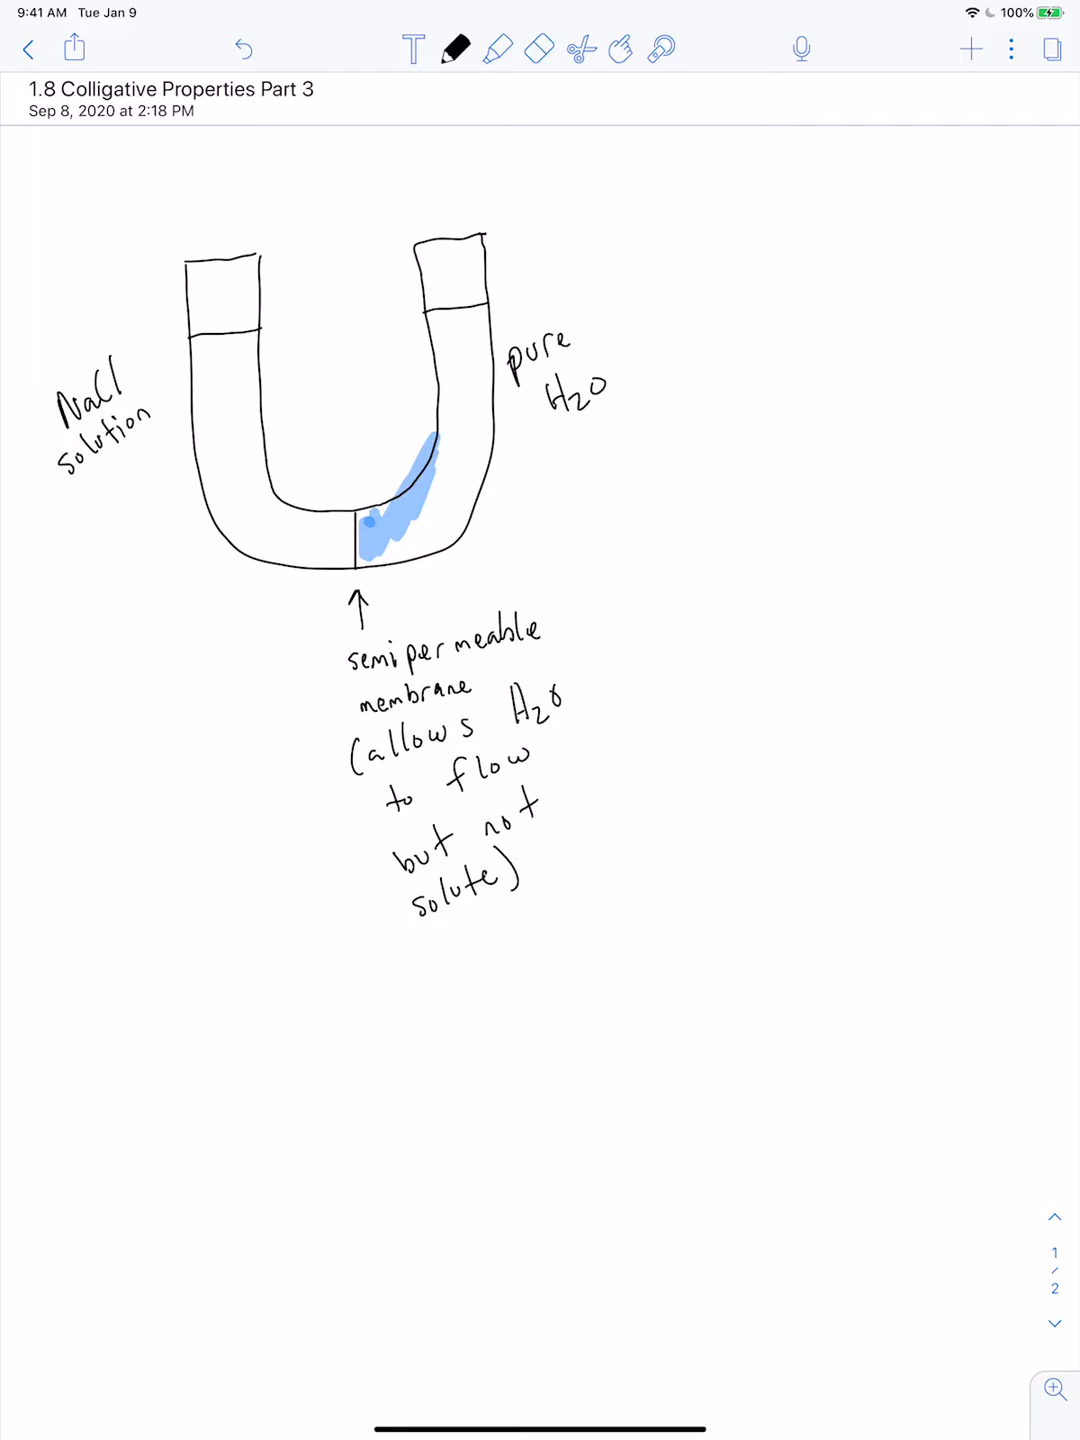 9:41 AM Tue Jan 9
100%
T
1.8 Colligative Properties Part 3
Sep 8, 2020 at 2:18 PM
NaCl
solution
pure
H2O
semipermeable
membrane
(allows H2O
to flow
but not
solute)
1
/
2